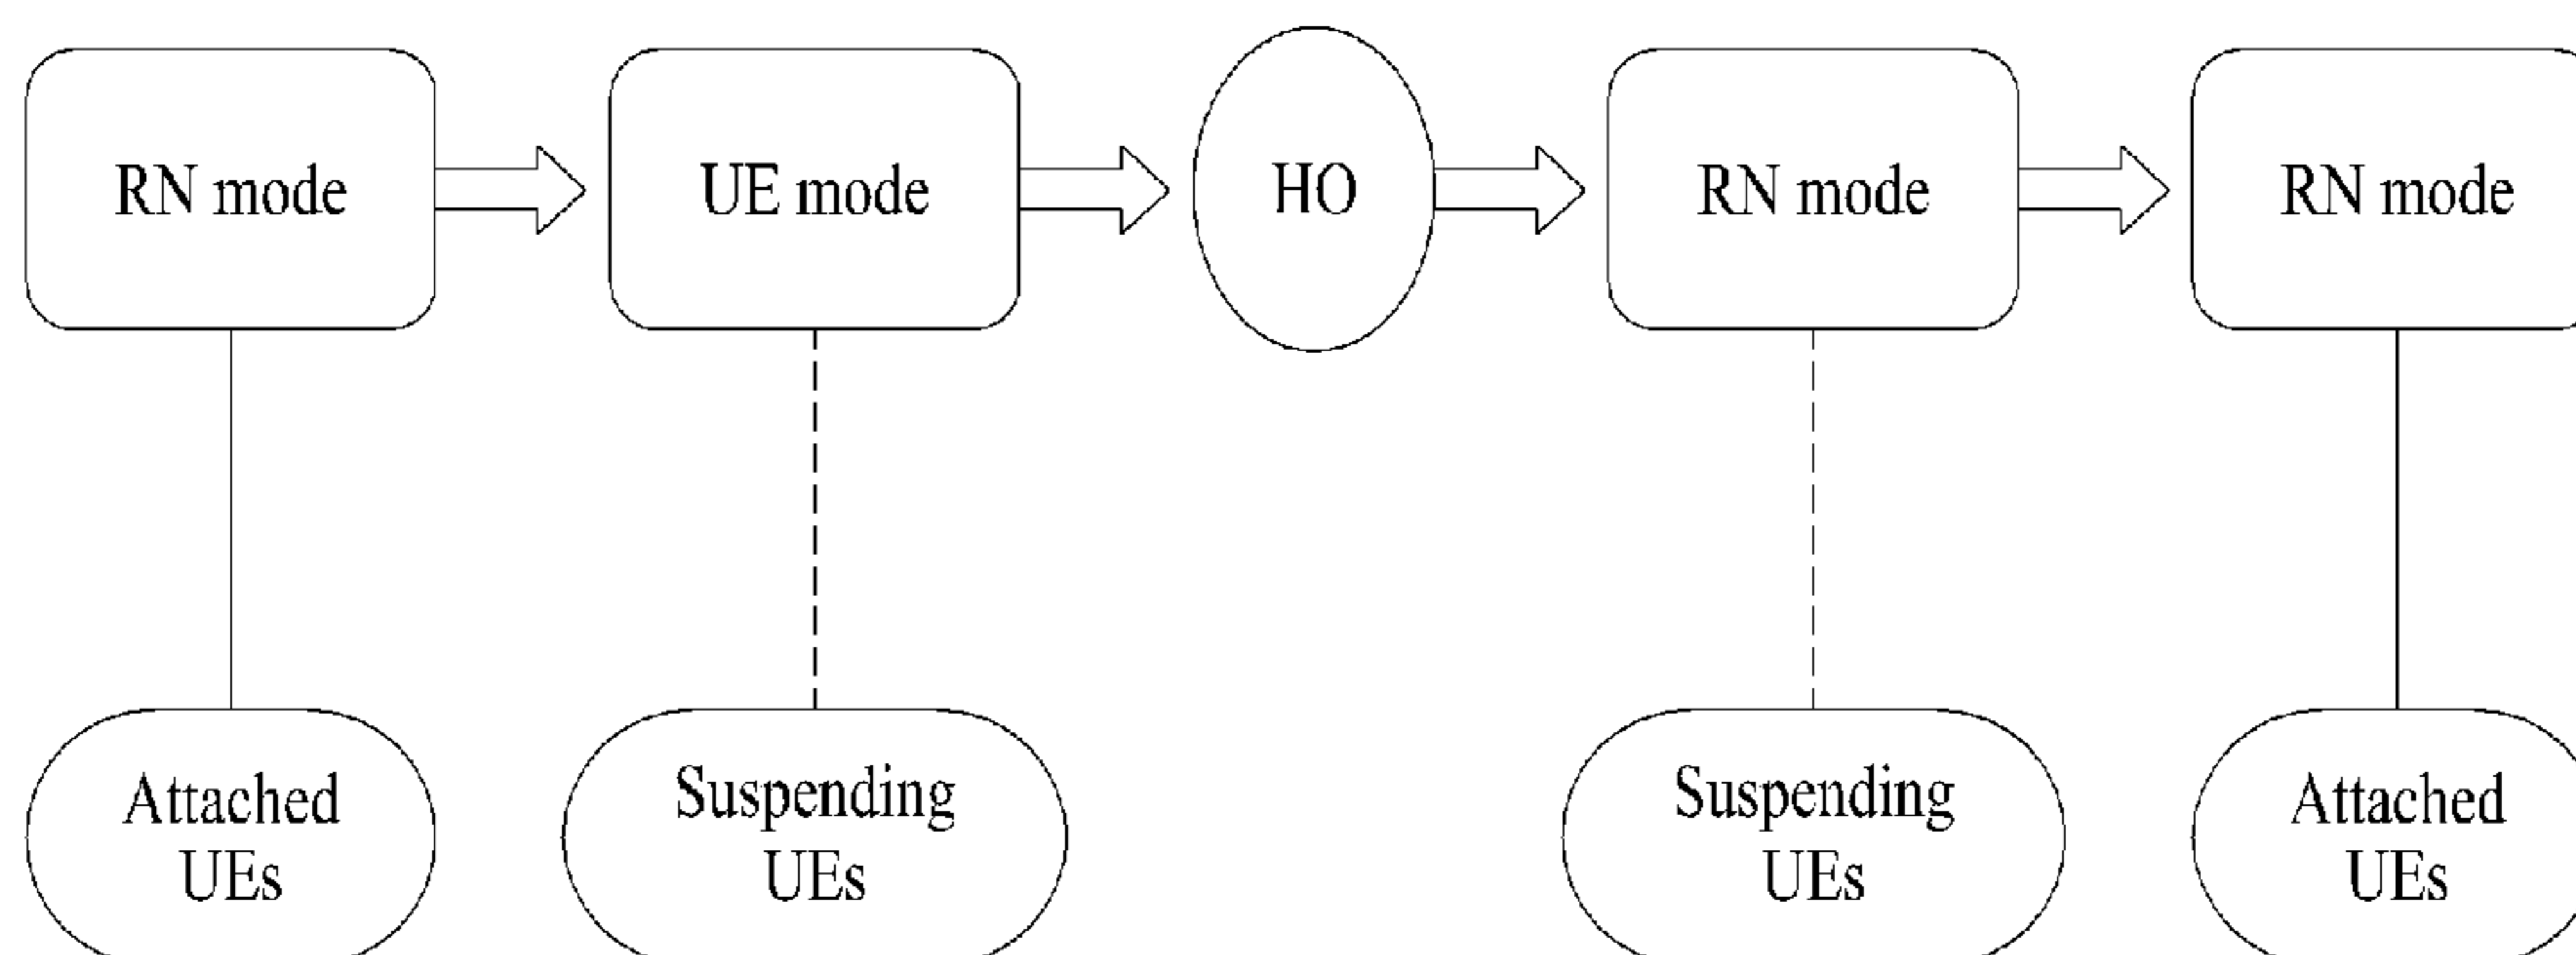 RN mode
UE mode
HO
RN mode
RN mode
Attached
UEs
Suspending
UEs
Suspending
UEs
Attached
UEs